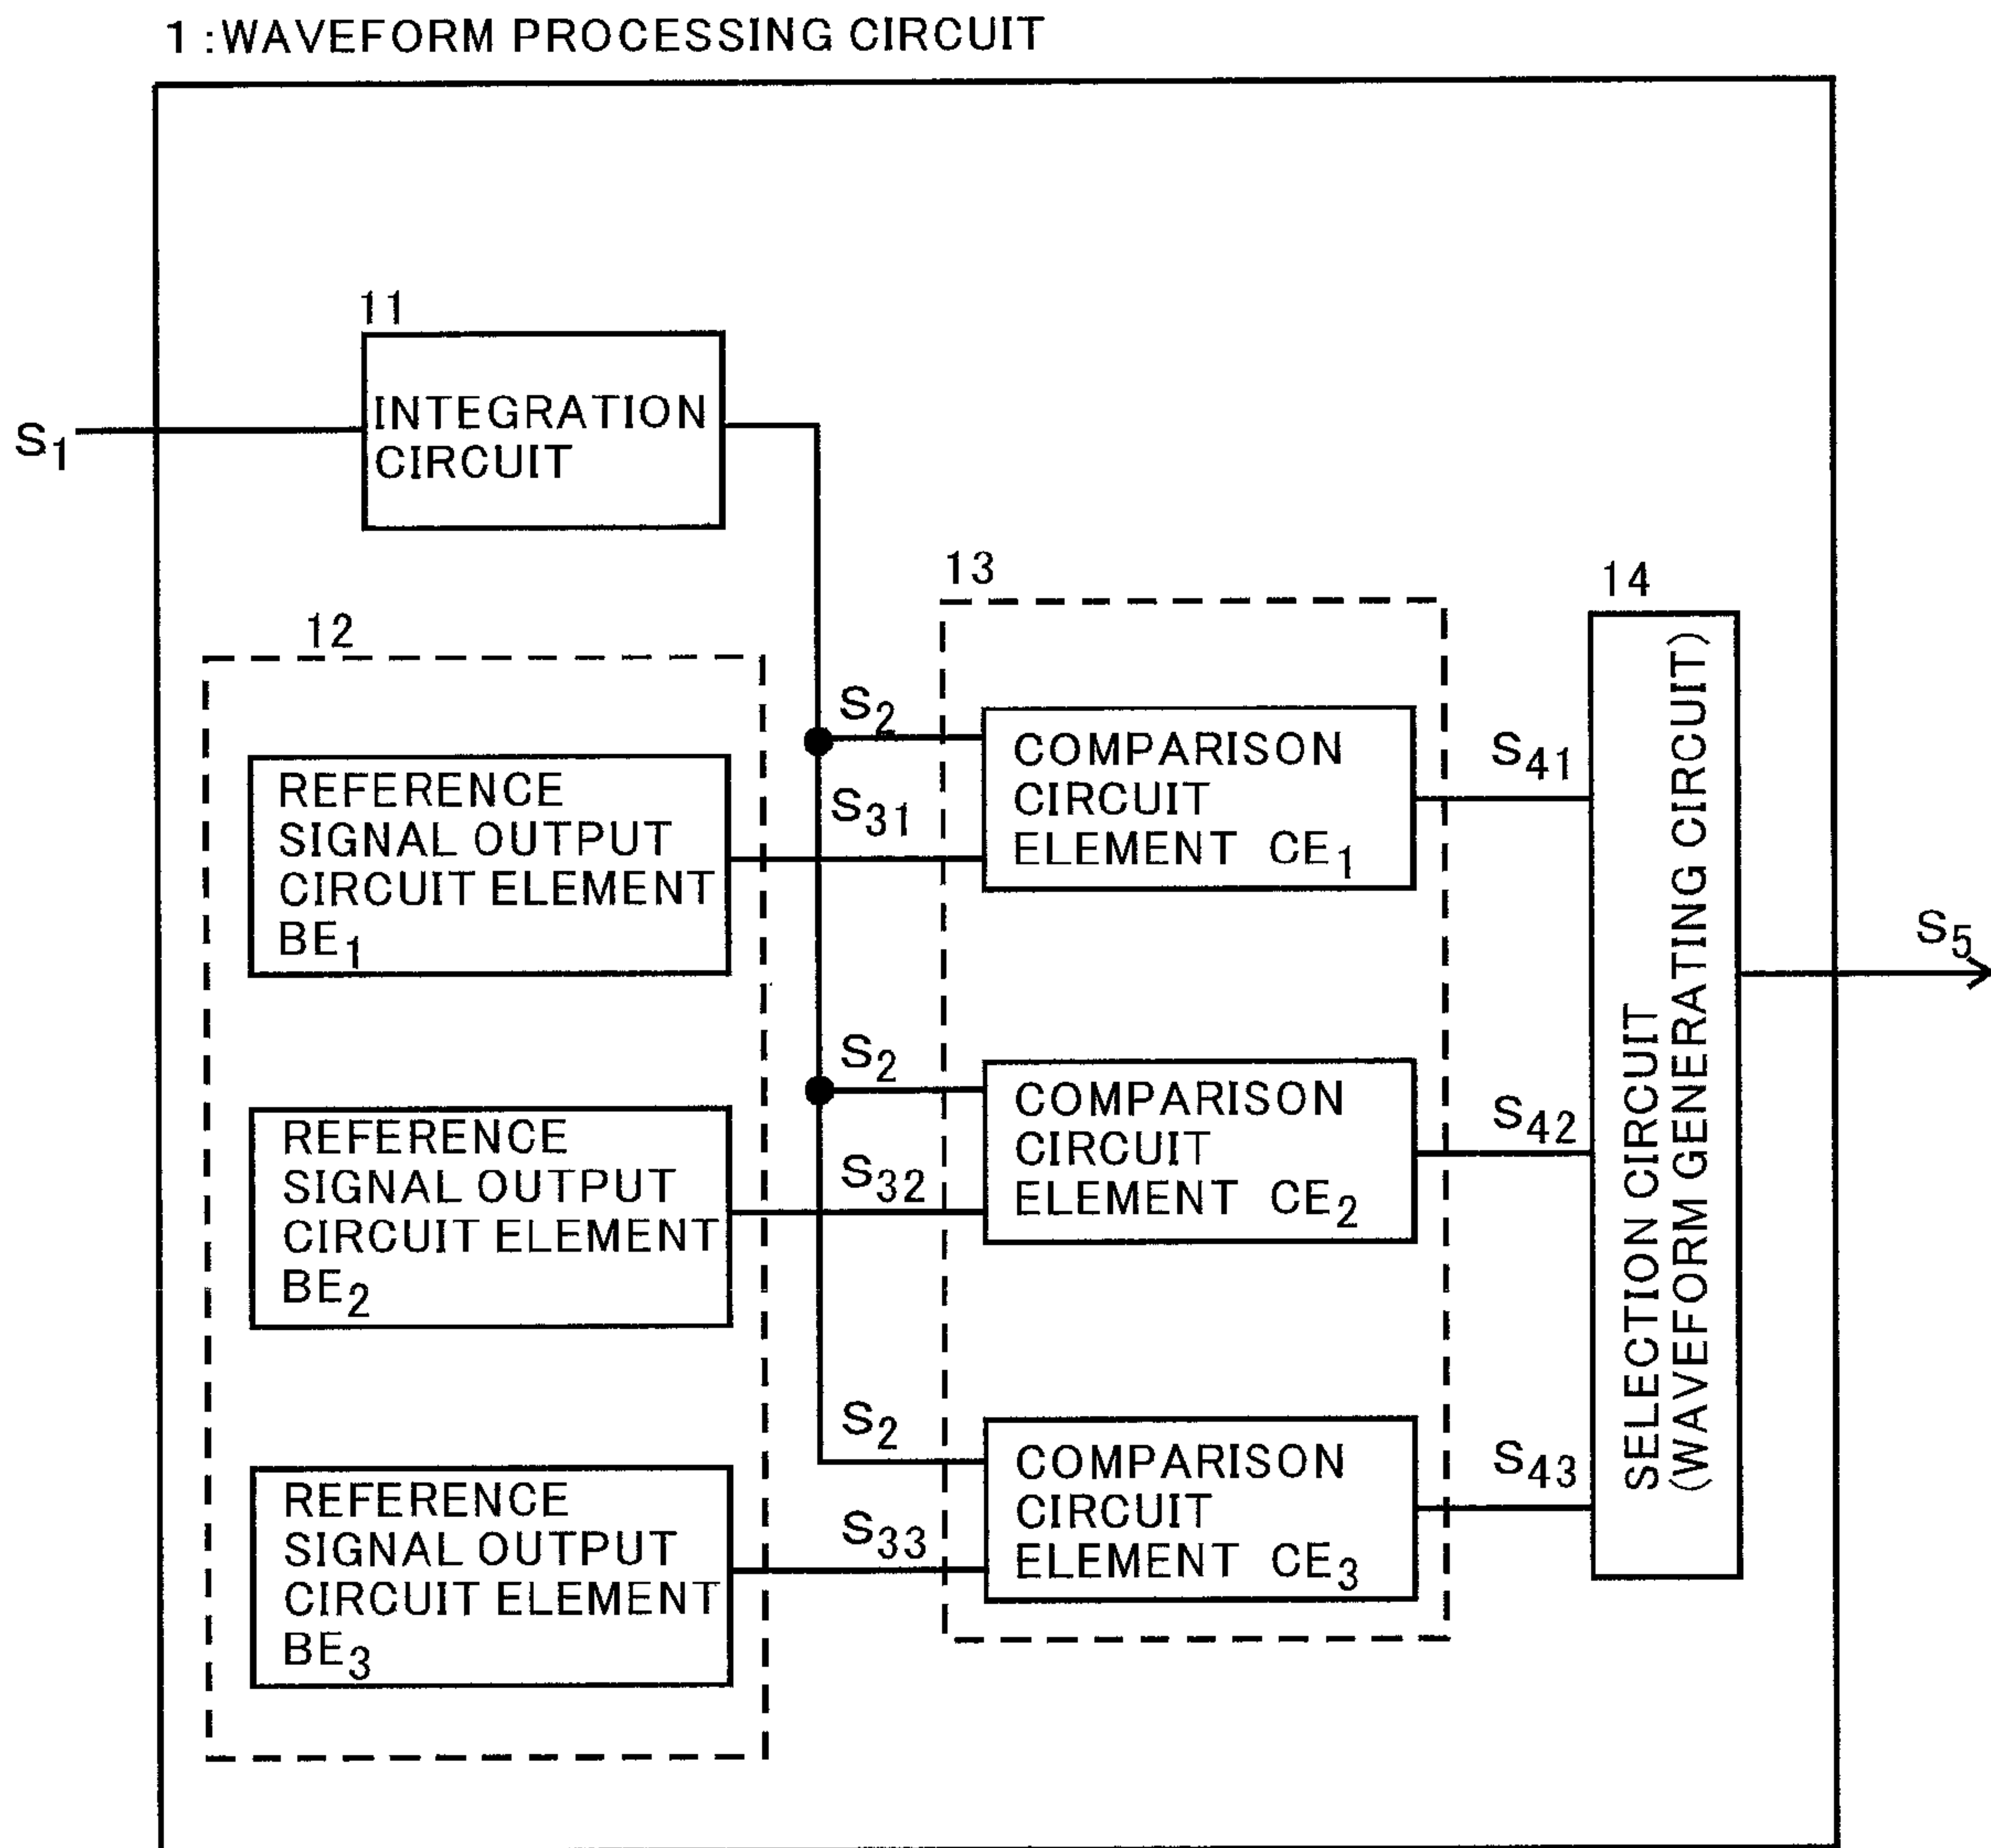 1:WAVEFORM PROCESSING CIRCUIT
11
INTEGRATION
CIRCUIT
S1
12
REFERENCE
SIGNAL OUTPUT
CIRCUIT ELEMENT
BE1
REFERENCE
SIGNAL OUTPUT
CIRCUIT ELEMENT
BE2
REFERENCE
SIGNAL OUTPUT
CIRCUIT ELEMENT
BE3
S2
S31
S2
S32
S2
S33
13
COMPARISON
CIRCUIT
ELEMENT CE1
COMPARISON
CIRCUIT
ELEMENT CE2
COMPARISON
CIRCUIT
ELEMENT CE3
S41
S42
S43
14
SELECTION CIRCUIT
(WAVEFORM GENERATING CIRCUIT)
S5